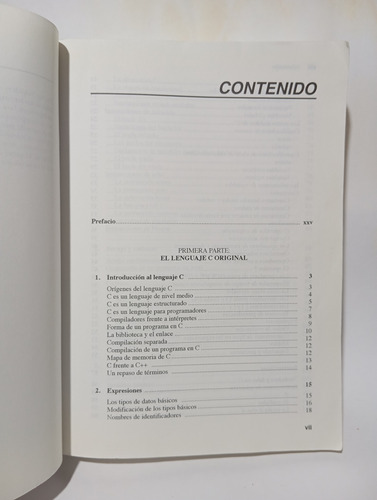 CONTENIDO
Prefacio xxv
PRIMERA PARTE
EL LENGUAJE C ORIGINAL
1. Introducción al lenguaje C 3
Orígenes del lenguaje C 3
C es un lenguaje de nivel medio 4
C es un lenguaje estructurado 5
C es un lenguaje para programadores 7
Compiladores frente a intérpretes 8
Forma de un programa en C 9
La biblioteca y el enlace 10
Compilación separada 12
Compilación de un programa en C 12
Mapa de memoria de C 13
C frente a C++ 13
Un repaso de términos 14
2. Expresiones 15
Los tipos de datos básicos 15
Modificación de los tipos básicos 16
Nombres de identificadores 18
vii